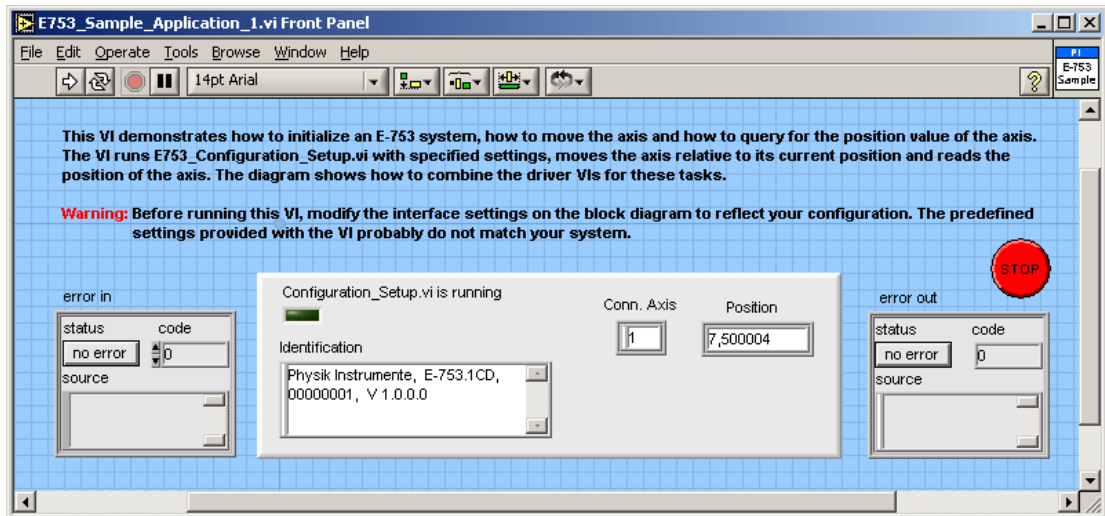 E753_Sample_Application_1.vi Front Panel
File Edit Operate Tools Browse Window Help
14pt Arial
PI
E-753
Sample
This VI demonstrates how to initialize an E-753 system, how to move the axis and how to query for the position value of the axis.
The VI runs E753_Configuration_Setup.vi with specified settings, moves the axis relative to its current position and reads the
position of the axis. The diagram shows how to combine the driver VIs for these tasks.
Warning: Before running this VI, modify the interface settings on the block diagram to reflect your configuration. The predefined
settings provided with the VI probably do not match your system.
STOP
error in
status code
no error 0
source
Configuration_Setup.vi is running
Identification
Physik Instrumente, E-753.1CD,
00000001, V 1.0.0.0
Conn. Axis Position
1 7,500004
error out
status code
no error 0
source